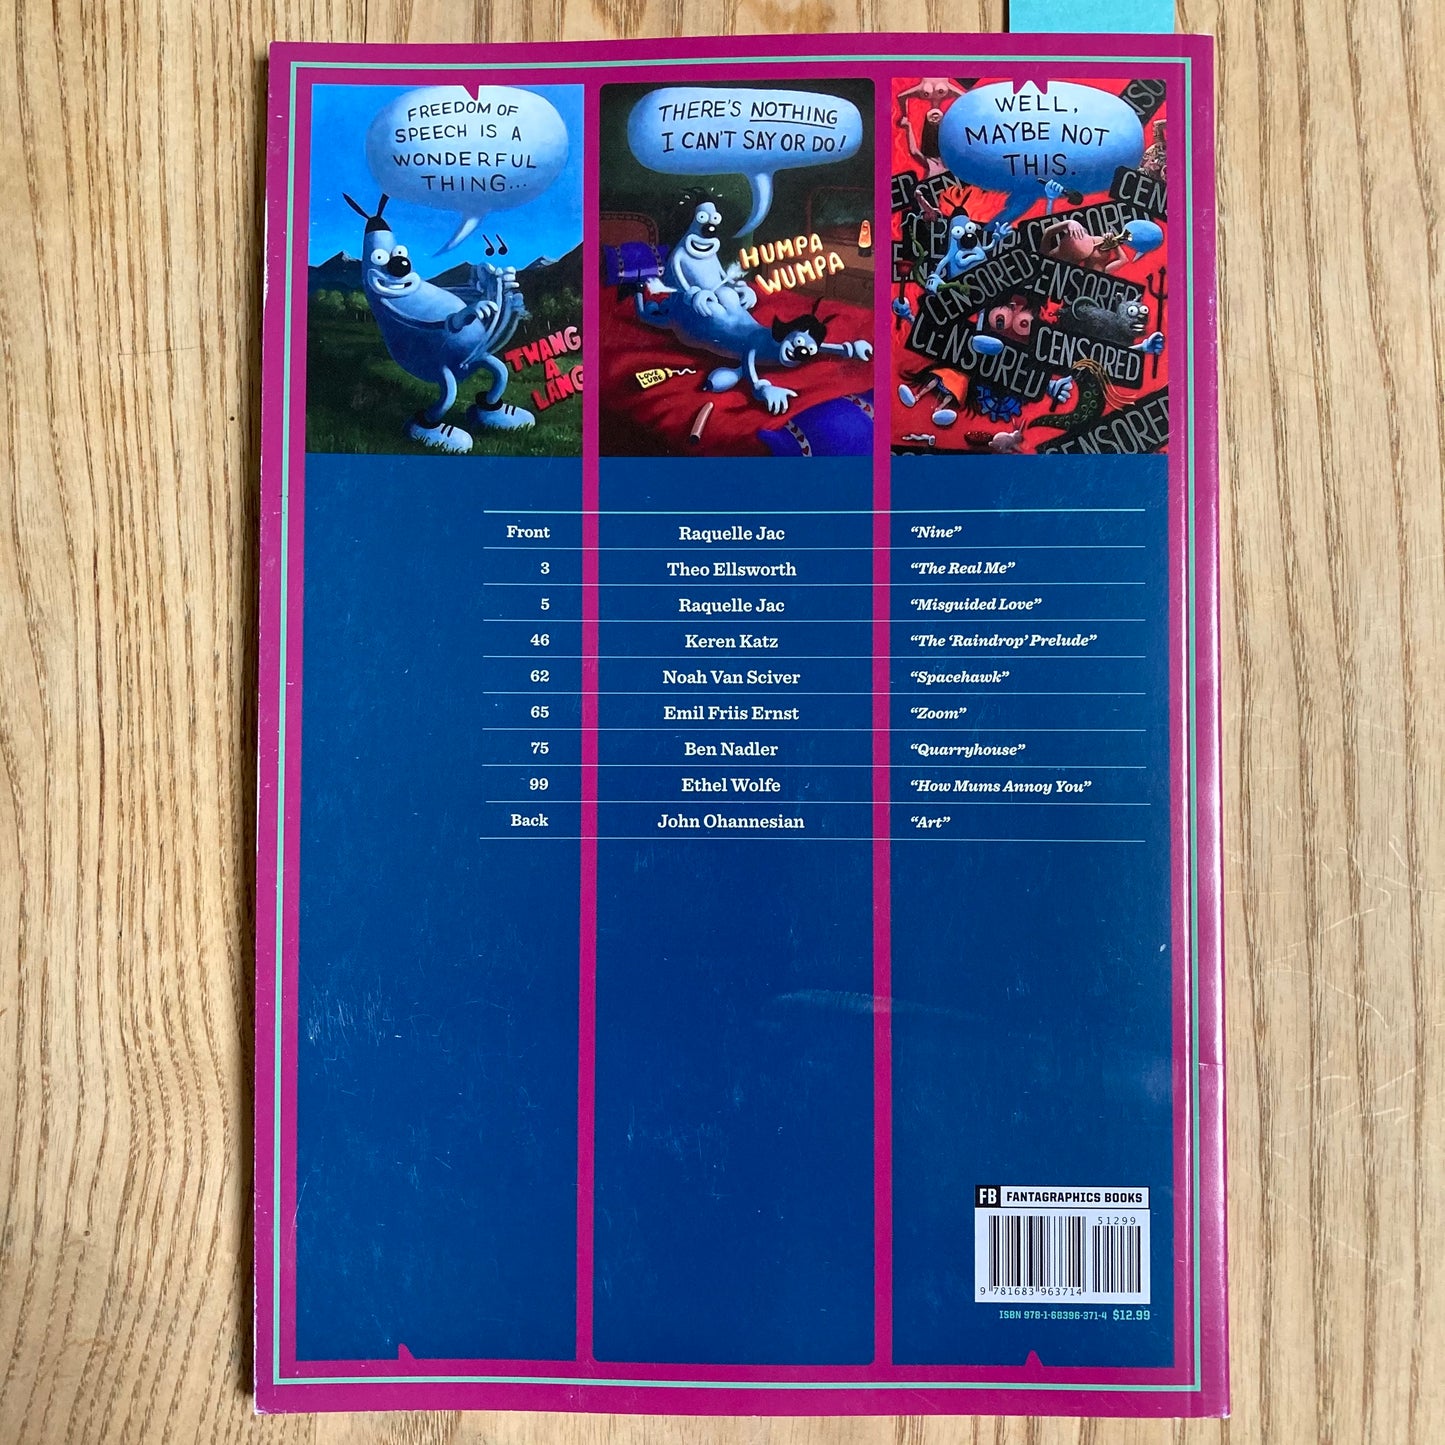 FREEDOM OF
SPEECH IS A
WONDERFUL
THING...
TWANG
A
LANG
THERE'S NOTHING
I CAN'T SAY OR DO!
HUMPA
WUMPA
LOVE
LUBE
WELL,
MAYBE NOT
THIS.
CENSORED
CENSORED
CENSORED
CENSORED
CENSORED
CENSORED
Front Raquelle Jac “Nine”
3 Theo Ellsworth “The Real Me”
5 Raquelle Jac “Misguided Love”
46 Keren Katz “The ‘Raindrop’ Prelude”
62 Noah Van Sciver “Spacehawk”
65 Emil Friis Ernst “Zoom”
75 Ben Nadler “Quarryhouse”
99 Ethel Wolfe “How Mums Annoy You”
Back John Ohannesian “Art”
FB FANTAGRAPHICS BOOKS
51299
9 781683 963714
ISBN 978-1-68396-371-4 $12.99